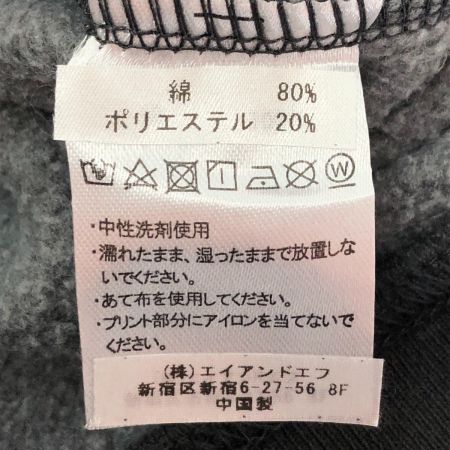 綿 80%
ポリエステル 20%
W
・中性洗剤使用
・濡れたまま、湿ったままで放置しな
いでください。
・あて布を使用してください。
・プリント部分にアイロンを当てないで
ください。
(株)エイアンドエフ
新宿区新宿6-27-56 8F
中国製